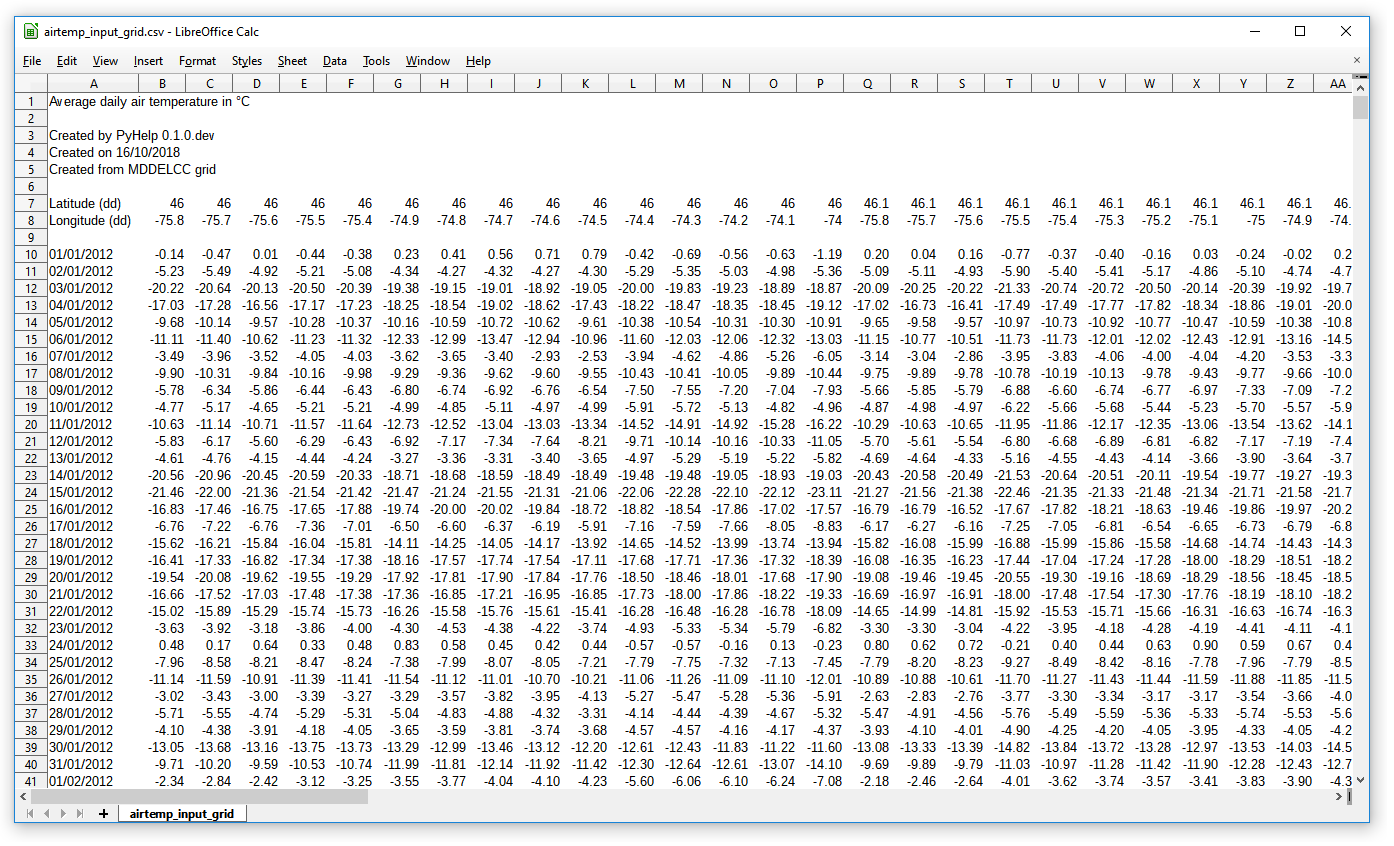 airtemp_input_grid.csv - LibreOffice Calc
File Edit View Insert Format Styles Sheet Data Tools Window Help
A B C D E F G H I J K L M N O P Q R S T U V W X Y Z AA
1 Average daily air temperature in °C
2
3 Created by PyHelp 0.1.0.dev
4 Created on 16/10/2018
5 Created from MDDELCC grid
6
7 Latitude (dd) 46 46 46 46 46 46 46 46 46 46 46 46 46 46 46 46.1 46.1 46.1 46.1 46.1 46.1 46.1 46.1 46.1 46.1 46.
8 Longitude (dd) -75.8 -75.7 -75.6 -75.5 -75.4 -74.9 -74.8 -74.7 -74.6 -74.5 -74.4 -74.3 -74.2 -74.1 -74 -75.8 -75.7 -75.6 -75.5 -75.4 -75.3 -75.2 -75.1 -75 -74.9 -74.
9
10 01/01/2012 -0.14 -0.47 0.01 -0.44 -0.38 0.23 0.41 0.56 0.71 0.79 -0.42 -0.69 -0.56 -0.63 -1.19 0.20 0.04 0.16 -0.77 -0.37 -0.40 -0.16 0.03 -0.24 -0.02 0.2
11 02/01/2012 -5.23 -5.49 -4.92 -5.21 -5.08 -4.34 -4.27 -4.32 -4.27 -4.30 -5.29 -5.35 -5.03 -4.98 -5.36 -5.09 -5.11 -4.93 -5.90 -5.40 -5.41 -5.17 -4.86 -5.10 -4.74 -4.7
12 03/01/2012 -20.22 -20.64 -20.13 -20.50 -20.39 -19.38 -19.15 -19.01 -18.92 -19.05 -20.00 -19.83 -19.23 -18.89 -18.87 -20.09 -20.25 -20.22 -21.33 -20.74 -20.72 -20.50 -20.14 -20.39 -19.92 -19.7
13 04/01/2012 -17.03 -17.28 -16.56 -17.17 -17.23 -18.25 -18.54 -19.02 -18.62 -17.43 -18.22 -18.47 -18.35 -18.45 -19.12 -17.02 -16.73 -16.41 -17.49 -17.49 -17.77 -17.82 -18.34 -18.86 -19.01 -20.0
14 05/01/2012 -9.68 -10.14 -9.57 -10.28 -10.37 -10.16 -10.59 -10.72 -10.62 -9.61 -10.38 -10.54 -10.31 -10.30 -10.91 -9.65 -9.58 -9.57 -10.97 -10.73 -10.92 -10.77 -10.47 -10.59 -10.38 -10.8
15 06/01/2012 -11.11 -11.40 -10.62 -11.23 -11.32 -12.33 -12.99 -13.47 -12.94 -10.96 -11.60 -12.03 -12.06 -12.32 -13.03 -11.15 -10.77 -10.51 -11.73 -11.73 -12.01 -12.02 -12.43 -12.91 -13.16 -14.5
16 07/01/2012 -3.49 -3.96 -3.52 -4.05 -4.03 -3.62 -3.65 -3.40 -2.93 -2.53 -3.94 -4.62 -4.86 -5.26 -6.05 -3.14 -3.04 -2.86 -3.95 -3.83 -4.06 -4.00 -4.04 -4.20 -3.53 -3.3
17 08/01/2012 -9.90 -10.31 -9.84 -10.16 -9.98 -9.29 -9.36 -9.62 -9.60 -9.55 -10.43 -10.41 -10.05 -9.89 -10.44 -9.75 -9.89 -9.78 -10.78 -10.19 -10.13 -9.78 -9.43 -9.77 -9.66 -10.0
18 09/01/2012 -5.78 -6.34 -5.86 -6.44 -6.43 -6.80 -6.74 -6.92 -6.76 -6.54 -7.50 -7.55 -7.20 -7.04 -7.93 -5.66 -5.85 -5.79 -6.88 -6.60 -6.74 -6.77 -6.97 -7.33 -7.09 -7.2
19 10/01/2012 -4.77 -5.17 -4.65 -5.21 -5.21 -4.99 -4.85 -5.11 -4.97 -4.99 -5.91 -5.72 -5.13 -4.82 -4.96 -4.87 -4.98 -4.97 -6.22 -5.66 -5.68 -5.44 -5.23 -5.70 -5.57 -5.9
20 11/01/2012 -10.63 -11.14 -10.71 -11.57 -11.64 -12.73 -12.52 -13.04 -13.03 -13.34 -14.52 -14.91 -14.92 -15.28 -16.22 -10.29 -10.63 -10.65 -11.95 -11.86 -12.17 -12.35 -13.06 -13.54 -13.62 -14.1
21 12/01/2012 -5.83 -6.17 -5.60 -6.29 -6.43 -6.92 -7.17 -7.34 -7.64 -8.21 -9.71 -10.14 -10.16 -10.33 -11.05 -5.70 -5.61 -5.54 -6.80 -6.68 -6.89 -6.81 -6.82 -7.17 -7.19 -7.4
22 13/01/2012 -4.61 -4.76 -4.15 -4.44 -4.24 -3.27 -3.36 -3.31 -3.40 -3.65 -4.97 -5.29 -5.19 -5.22 -5.82 -4.69 -4.64 -4.33 -5.16 -4.55 -4.43 -4.14 -3.66 -3.90 -3.64 -3.7
23 14/01/2012 -20.56 -20.96 -20.45 -20.59 -20.33 -18.71 -18.68 -18.59 -18.49 -18.49 -19.48 -19.48 -19.05 -18.93 -19.03 -20.43 -20.58 -20.49 -21.53 -20.64 -20.51 -20.11 -19.54 -19.77 -19.27 -19.3
24 15/01/2012 -21.46 -22.00 -21.36 -21.54 -21.42 -21.47 -21.24 -21.55 -21.31 -21.06 -22.06 -22.28 -22.10 -22.12 -23.11 -21.27 -21.56 -21.38 -22.46 -21.35 -21.33 -21.48 -21.34 -21.71 -21.58 -21.7
25 16/01/2012 -16.83 -17.46 -16.75 -17.65 -17.88 -19.74 -20.00 -20.02 -19.84 -18.72 -18.82 -18.54 -17.86 -17.02 -17.57 -16.79 -16.79 -16.52 -17.67 -17.82 -18.21 -18.63 -19.46 -19.86 -19.97 -20.2
26 17/01/2012 -6.76 -7.22 -6.76 -7.36 -7.01 -6.50 -6.60 -6.37 -6.19 -5.91 -7.16 -7.59 -7.66 -8.05 -8.83 -6.17 -6.27 -6.16 -7.25 -7.05 -6.81 -6.54 -6.65 -6.73 -6.79 -6.8
27 18/01/2012 -15.62 -16.21 -15.84 -16.04 -15.81 -14.11 -14.25 -14.05 -14.17 -13.92 -14.65 -14.52 -13.99 -13.74 -13.94 -15.82 -16.08 -15.99 -16.88 -15.99 -15.86 -15.58 -14.68 -14.74 -14.43 -14.3
28 19/01/2012 -16.41 -17.33 -16.82 -17.34 -17.38 -18.16 -17.57 -17.74 -17.54 -17.11 -17.68 -17.71 -17.36 -17.32 -18.39 -16.08 -16.35 -16.23 -17.44 -17.04 -17.24 -17.28 -18.00 -18.29 -18.51 -18.2
29 20/01/2012 -19.54 -20.08 -19.62 -19.55 -19.29 -17.92 -17.81 -17.90 -17.84 -17.76 -18.50 -18.46 -18.01 -17.68 -17.90 -19.08 -19.46 -19.45 -20.55 -19.30 -19.16 -18.69 -18.29 -18.56 -18.45 -18.5
30 21/01/2012 -16.66 -17.52 -17.03 -17.48 -17.38 -17.36 -16.85 -17.21 -16.95 -16.85 -17.73 -18.00 -17.86 -18.22 -19.33 -16.69 -16.97 -16.91 -18.00 -17.48 -17.54 -17.30 -17.76 -18.19 -18.10 -18.2
31 22/01/2012 -15.02 -15.89 -15.29 -15.74 -15.73 -16.26 -15.58 -15.76 -15.61 -15.41 -16.28 -16.48 -16.28 -16.78 -18.09 -14.65 -14.99 -14.81 -15.92 -15.53 -15.71 -15.66 -16.31 -16.63 -16.74 -16.3
32 23/01/2012 -3.63 -3.92 -3.18 -3.86 -4.00 -4.30 -4.53 -4.38 -4.22 -3.74 -4.93 -5.33 -5.34 -5.79 -6.82 -3.30 -3.30 -3.04 -4.22 -3.95 -4.18 -4.28 -4.19 -4.41 -4.11 -4.1
33 24/01/2012 0.48 0.17 0.64 0.33 0.48 0.83 0.58 0.45 0.42 0.44 -0.57 -0.57 -0.16 0.13 -0.23 0.80 0.62 0.72 -0.21 0.40 0.44 0.63 0.90 0.59 0.67 0.4
34 25/01/2012 -7.96 -8.58 -8.21 -8.47 -8.24 -7.38 -7.99 -8.07 -8.05 -7.21 -7.79 -7.75 -7.32 -7.13 -7.45 -7.79 -8.20 -8.23 -9.27 -8.49 -8.42 -8.16 -7.78 -7.96 -7.79 -8.5
35 26/01/2012 -11.14 -11.59 -10.91 -11.39 -11.41 -11.54 -11.12 -11.01 -10.70 -10.21 -11.06 -11.26 -11.09 -11.10 -12.01 -10.89 -10.88 -10.61 -11.70 -11.27 -11.43 -11.44 -11.59 -11.88 -11.85 -11.5
36 27/01/2012 -3.02 -3.43 -3.00 -3.39 -3.27 -3.29 -3.57 -3.82 -3.95 -4.13 -5.27 -5.47 -5.28 -5.36 -5.91 -2.63 -2.83 -2.76 -3.77 -3.30 -3.34 -3.17 -3.17 -3.54 -3.66 -4.0
37 28/01/2012 -5.71 -5.55 -4.74 -5.29 -5.31 -5.04 -4.83 -4.88 -4.32 -3.31 -4.14 -4.44 -4.39 -4.67 -5.32 -5.47 -4.91 -4.56 -5.76 -5.49 -5.59 -5.36 -5.33 -5.74 -5.53 -5.6
38 29/01/2012 -4.10 -4.38 -3.91 -4.18 -4.05 -3.65 -3.59 -3.81 -3.74 -3.68 -4.57 -4.57 -4.16 -4.17 -4.37 -3.93 -4.10 -4.01 -4.90 -4.25 -4.20 -4.05 -3.95 -4.33 -4.05 -4.2
39 30/01/2012 -13.05 -13.68 -13.16 -13.75 -13.73 -13.29 -12.99 -13.46 -13.12 -12.20 -12.61 -12.43 -11.83 -11.22 -11.60 -13.08 -13.33 -13.39 -14.82 -13.84 -13.72 -13.28 -12.97 -13.53 -14.03 -14.5
40 31/01/2012 -9.71 -10.20 -9.59 -10.53 -10.74 -11.99 -11.81 -12.14 -11.92 -11.42 -12.30 -12.64 -12.61 -13.07 -14.10 -9.69 -9.89 -9.79 -11.03 -10.97 -11.28 -11.42 -11.90 -12.28 -12.43 -12.7
41 01/02/2012 -2.34 -2.84 -2.42 -3.12 -3.25 -3.55 -3.77 -4.04 -4.10 -4.23 -5.60 -6.06 -6.10 -6.24 -7.08 -2.18 -2.46 -2.64 -4.01 -3.62 -3.74 -3.57 -3.41 -3.83 -3.90 -4.3
airtemp_input_grid